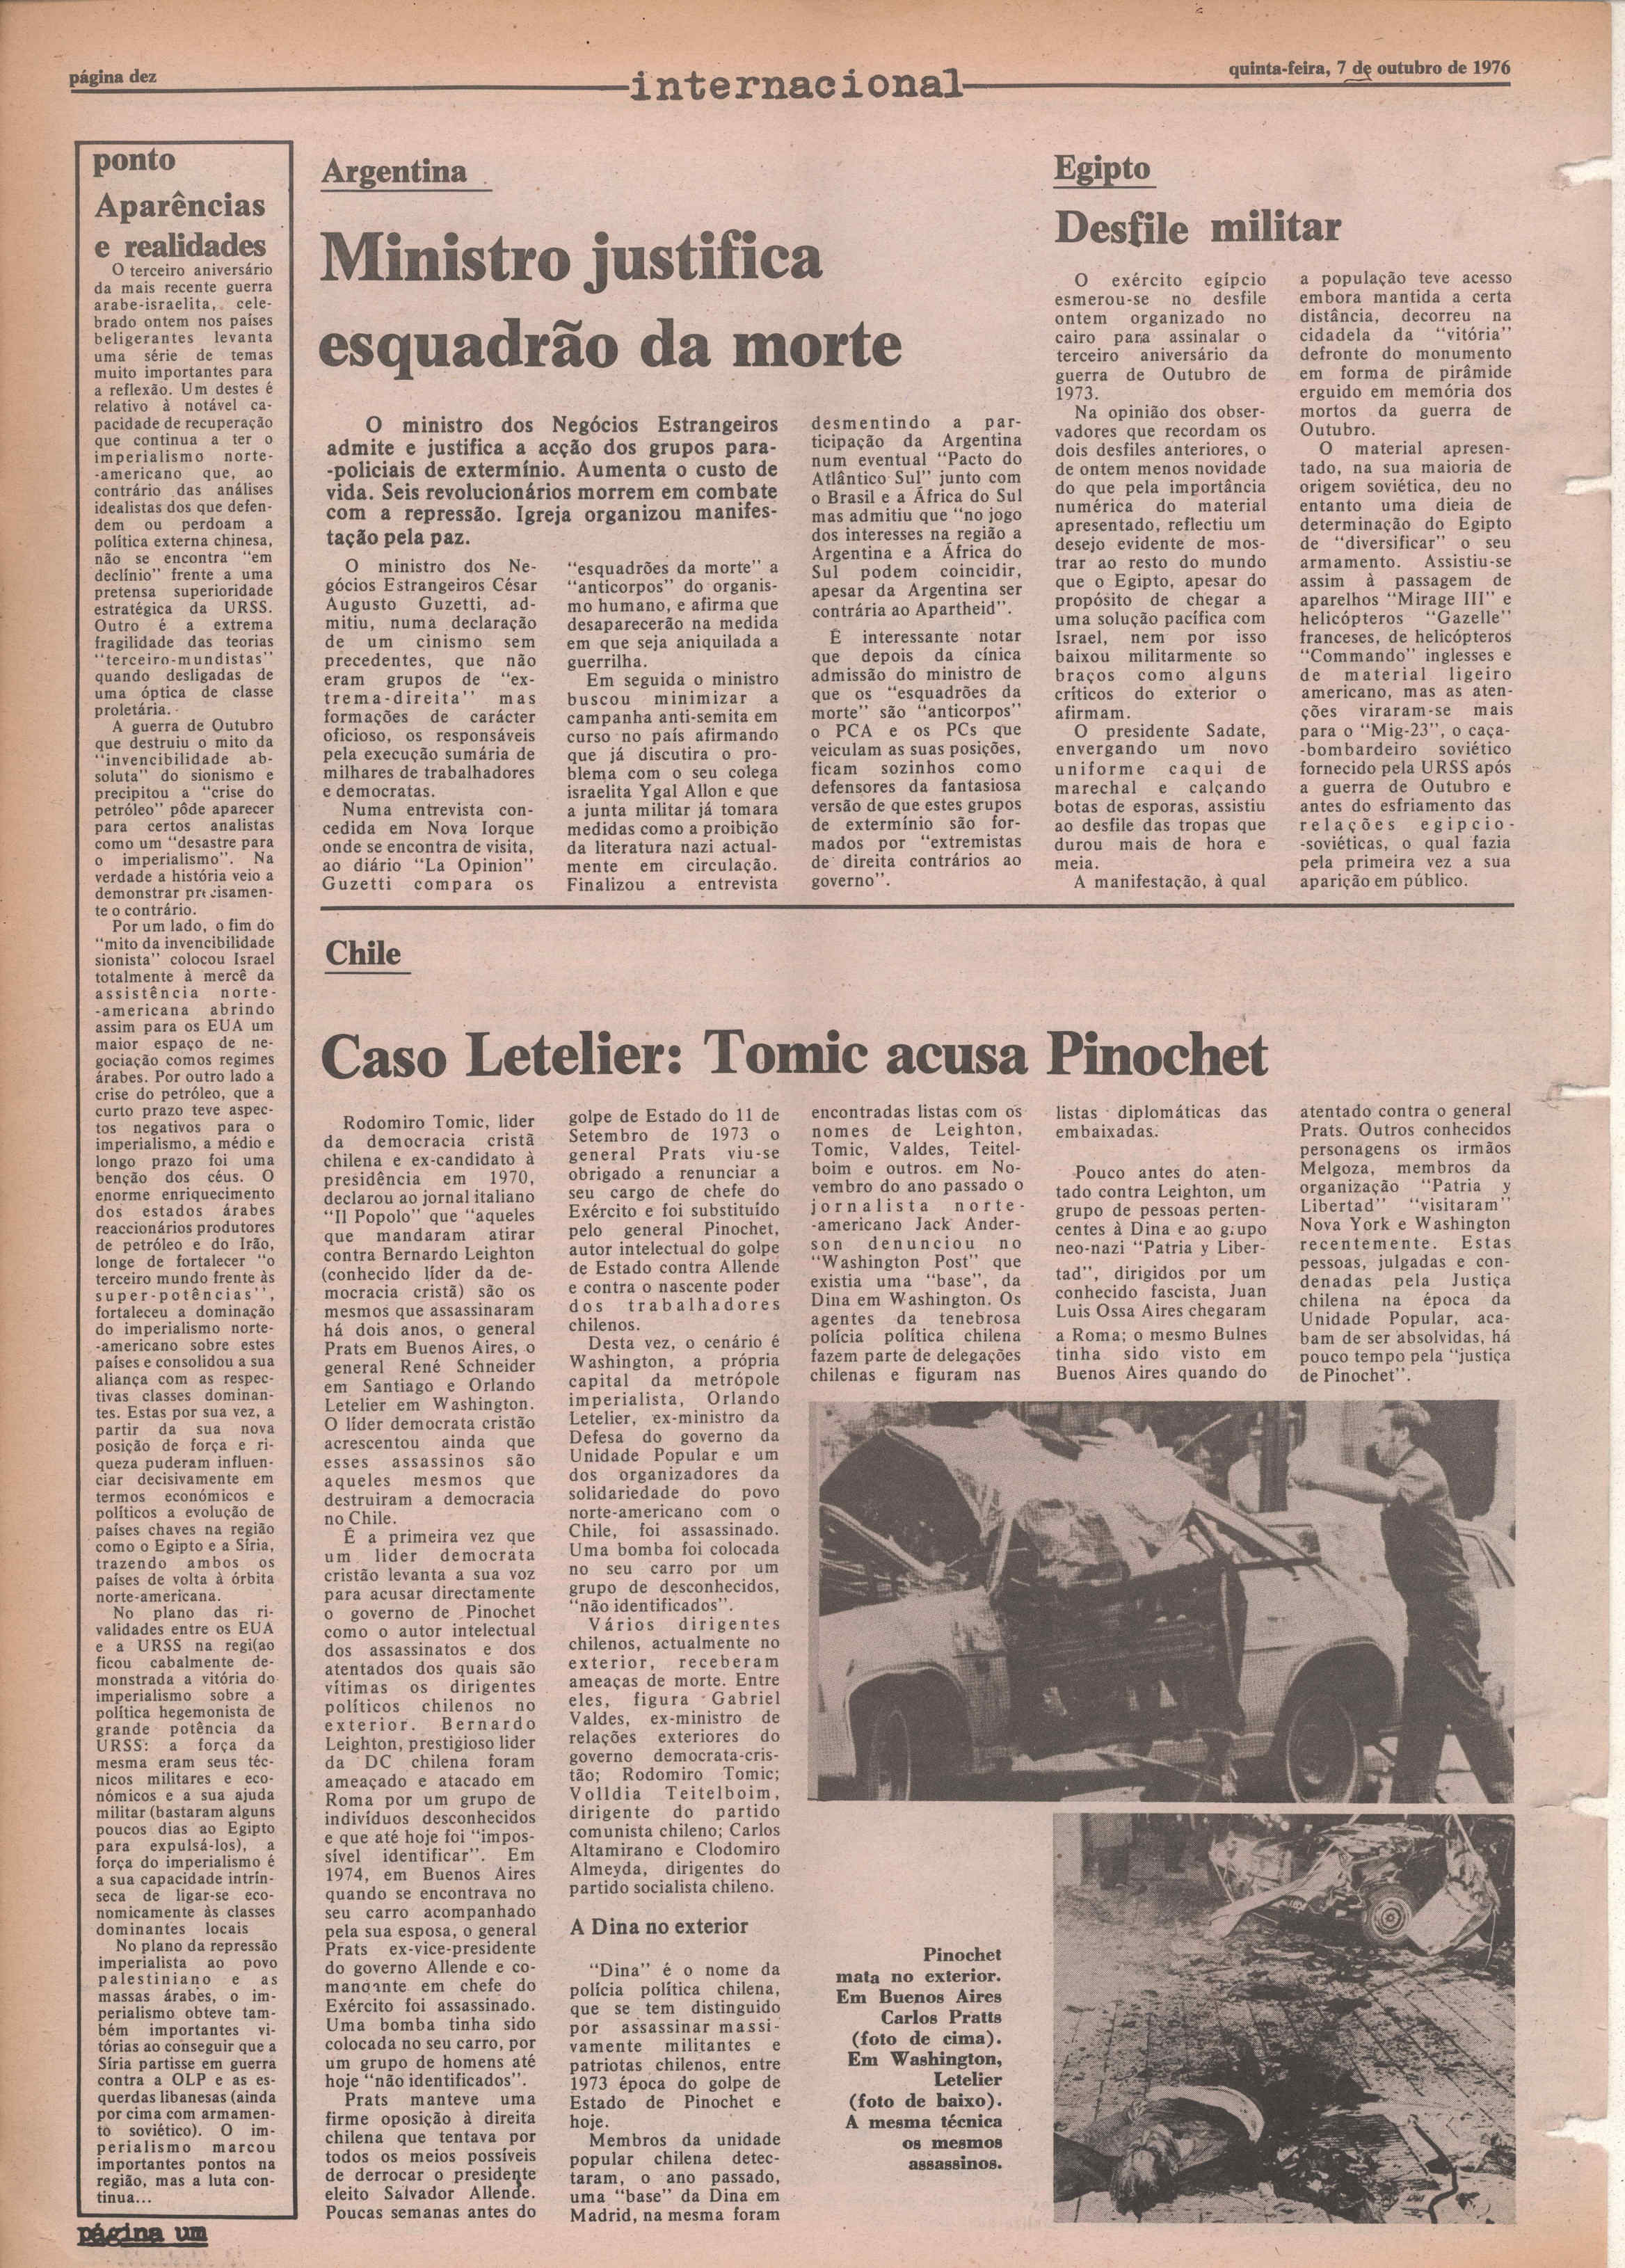 página dez
internacional
quinta-feira, 7 de outubro de 1976
ponto
Aparências
e realidades
O terceiro aniversário
da mais recente guerra
arabe-israelita, cele-
brado ontem nos países
beligerantes levanta
uma série de temas
muito importantes para
a reflexão. Um destes é
relativo à notável ca-
pacidade de recuperação
que continua a ter o
imperialismo norte-
-americano que, ao
contrário das análises
idealistas dos que defen-
dem ou perdoam a
política externa chinesa,
não se encontra "em
declínio" frente a uma
pretensa superioridade
estratégica da URSS.
Outro é a extrema
fragilidade das teorias
"terceiro-mundistas"
quando desligadas de
uma óptica de classe
proletária.
A guerra de Outubro
que destruiu o mito da
"invencibilidade ab-
soluta" do sionismo e
precipitou a "crise do
petróleo" pôde aparecer
para certos analistas
como um "desastre para
o imperialismo". Na
verdade a história veio a
demonstrar precisamen-
te o contrário.
Por um lado, o fim do
"mito da invencibilidade
sionista" colocou Israel
totalmente à mercê da
assistência norte-
-americana abrindo
assim para os EUA um
maior espaço de ne-
gociação comos regimes
árabes. Por outro lado a
crise do petróleo, que a
curto prazo teve aspec-
tos negativos para o
imperialismo, a médio e
longo prazo foi uma
benção dos céus. O
enorme enriquecimento
dos estados árabes
reaccionários produtores
de petróleo e do Irão,
longe de fortalecer "o
terceiro mundo frente às
super-potências",
fortaleceu a dominação
do imperialismo norte-
-americano sobre estes
países e consolidou a sua
aliança com as respec-
tivas classes dominan-
tes. Estas por sua vez, a
partir da sua nova
posição de força e ri-
queza puderam influen-
ciar decisivamente em
termos económicos e
políticos a evolução de
países chaves na região
como o Egipto e a Síria,
trazendo ambos os
países de volta à órbita
norte-americana.
No plano das ri-
validades entre os EUA
e a URSS na regi(ao
ficou cabalmente de-
monstrada a vitória do
imperialismo sobre a
política hegemonista de
grande potência da
URSS: a força da
mesma eram seus téc-
nicos militares e eco-
nómicos e a sua ajuda
militar (bastaram alguns
poucos dias ao Egipto
para expulsá-los), a
força do imperialismo é
a sua capacidade intrín-
seca de ligar-se eco-
nomicamente às classes
dominantes locais
No plano da repressão
imperialista ao povo
palestiniano e as
massas árabes, o im-
perialismo obteve tam-
bém importantes vi-
tórias ao conseguir que a
Síria partisse em guerra
contra a OLP e as es-
querdas libanesas (ainda
por cima com armamen-
to soviético). O im-
perialismo marcou
importantes pontos na
região, mas a luta con-
tinua...
página um
Argentina
Ministro justifica
esquadrão da morte
O ministro dos Negócios Estrangeiros
admite e justifica a acção dos grupos para-
-policiais de extermínio. Aumenta o custo de
vida. Seis revolucionários morrem em combate
com a repressão. Igreja organizou manifes-
tação pela paz.
O ministro dos Ne-
gócios Estrangeiros César
Augusto Guzetti, ad-
mitiu, numa declaração
de um cinismo sem
precedentes, que não
eram grupos de "ex-
trema-direita" mas
formações de carácter
oficioso, os responsáveis
pela execução sumária de
milhares de trabalhadores
e democratas.
Numa entrevista con-
cedida em Nova Iorque
onde se encontra de visita,
ao diário "La Opinion"
Guzetti compara os
"esquadrões da morte" a
"anticorpos" do organis-
mo humano, e afirma que
desaparecerão na medida
em que seja aniquilada a
guerrilha.
Em seguida o ministro
buscou minimizar a
campanha anti-semita em
curso no país afirmando
que já discutira o pro-
blema com o seu colega
israelita Ygal Allon e que
a junta militar já tomara
medidas como a proibição
da literatura nazi actual-
mente em circulação.
Finalizou a entrevista
desmentindo a par-
ticipação da Argentina
num eventual "Pacto do
Atlântico Sul" junto com
o Brasil e a África do Sul
mas admitiu que "no jogo
dos interesses na região a
Argentina e a África do
Sul podem coincidir,
apesar da Argentina ser
contrária ao Apartheid".
É interessante notar
que depois da cínica
admissão do ministro de
que os "esquadrões da
morte" são "anticorpos"
o PCA e os PCs que
veiculam as suas posições,
ficam sozinhos como
defensores da fantasiosa
versão de que estes grupos
de extermínio são for-
mados por "extremistas
de direita contrários ao
governo".
Egipto
Desfile militar
O exército egípcio
esmerou-se no desfile
ontem organizado no
cairo para assinalar o
terceiro aniversário da
guerra de Outubro de
1973.
Na opinião dos obser-
vadores que recordam os
dois desfiles anteriores, o
de ontem menos novidade
do que pela importância
numérica do material
apresentado, reflectiu um
desejo evidente de mos-
trar ao resto do mundo
que o Egipto, apesar do
propósito de chegar a
uma solução pacífica com
Israel, nem por isso
baixou militarmente so
braços como alguns
críticos do exterior o
afirmam.
O presidente Sadate,
envergando um novo
uniforme caqui de
marechal e calçando
botas de esporas, assistiu
ao desfile das tropas que
durou mais de hora e
meia.
A manifestação, à qual
a população teve acesso
embora mantida a certa
distância, decorreu na
cidadela da "vitória"
defronte do monumento
em forma de pirâmide
erguido em memória dos
mortos da guerra de
Outubro.
O material apresen-
tado, na sua maioria de
origem soviética, deu no
entanto uma dieia de
determinação do Egipto
de "diversificar" o seu
armamento. Assistiu-se
assim à passagem de
aparelhos "Mirage III" e
helicópteros "Gazelle"
franceses, de helicópteros
"Commando" inglesses e
de material ligeiro
americano, mas as aten-
ções viraram-se mais
para o "Mig-23", o caça-
-bombardeiro soviético
fornecido pela URSS após
a guerra de Outubro e
antes do esfriamento das
relações egipcio-
-soviéticas, o qual fazia
pela primeira vez a sua
aparição em público.
Chile
Caso Letelier: Tomic acusa Pinochet
Rodomiro Tomic, lider
da democracia cristã
chilena e ex-candidato à
presidência em 1970,
declarou ao jornal italiano
"Il Popolo" que "aqueles
que mandaram atirar
contra Bernardo Leighton
(conhecido líder da de-
mocracia cristã) são os
mesmos que assassinaram
há dois anos, o general
Prats em Buenos Aires, o
general René Schneider
em Santiago e Orlando
Letelier em Washington.
O líder democrata cristão
acrescentou ainda que
esses assassinos são
aqueles mesmos que
destruiram a democracia
no Chile.
É a primeira vez que
um lider democrata
cristão levanta a sua voz
para acusar directamente
o governo de Pinochet
como o autor intelectual
dos assassinatos e dos
atentados dos quais são
vítimas os dirigentes
políticos chilenos no
exterior. Bernardo
Leighton, prestigioso lider
da DC chilena foram
ameaçado e atacado em
Roma por um grupo de
indivíduos desconhecidos
e que até hoje foi "impos-
sível identificar". Em
1974, em Buenos Aires
quando se encontrava no
seu carro acompanhado
pela sua esposa, o general
Prats ex-vice-presidente
do governo Allende e co-
mandante em chefe do
Exército foi assassinado.
Uma bomba tinha sido
colocada no seu carro, por
um grupo de homens até
hoje "não identificados".
Prats manteve uma
firme oposição à direita
chilena que tentava por
todos os meios possíveis
de derrocar o presidente
eleito Salvador Allende.
Poucas semanas antes do
golpe de Estado do 11 de
Setembro de 1973 o
general Prats viu-se
obrigado a renunciar a
seu cargo de chefe do
Exército e foi substituído
pelo general Pinochet,
autor intelectual do golpe
de Estado contra Allende
e contra o nascente poder
dos trabalhadores
chilenos.
Desta vez, o cenário é
Washington, a própria
capital da metrópole
imperialista, Orlando
Letelier, ex-ministro da
Defesa do governo da
Unidade Popular e um
dos organizadores da
solidariedade do povo
norte-americano com o
Chile, foi assassinado.
Uma bomba foi colocada
no seu carro por um
grupo de desconhecidos,
"não identificados".
Vários dirigentes
chilenos, actualmente no
exterior, receberam
ameaças de morte. Entre
eles, figura Gabriel
Valdes, ex-ministro de
relações exteriores do
governo democrata-cris-
tão; Rodomiro Tomic;
Volldia Teitelboim,
dirigente do partido
comunista chileno; Carlos
Altamirano e Clodomiro
Almeyda, dirigentes do
partido socialista chileno.
A Dina no exterior
"Dina" é o nome da
polícia política chilena,
que se tem distinguido
por assassinar massi-
vamente militantes e
patriotas chilenos, entre
1973 época do golpe de
Estado de Pinochet e
hoje.
Membros da unidade
popular chilena detec-
taram, o ano passado,
uma "base" da Dina em
Madrid, na mesma foram
encontradas listas com os
nomes de Leighton,
Tomic, Valdes, Teitel-
boim e outros. em No-
vembro do ano passado o
jornalista norte-
-americano Jack Ander-
son denunciou no
"Washington Post" que
existia uma "base", da
Dina em Washington. Os
agentes da tenebrosa
polícia política chilena
fazem parte de delegações
chilenas e figuram nas
listas diplomáticas das
embaixadas.
Pouco antes do aten-
tado contra Leighton, um
grupo de pessoas perten-
centes à Dina e ao grupo
neo-nazi "Patria y Liber-
tad", dirigidos por um
conhecido fascista, Juan
Luis Ossa Aires chegaram
a Roma; o mesmo Bulnes
tinha sido visto em
Buenos Aires quando do
atentado contra o general
Prats. Outros conhecidos
personagens os irmãos
Melgoza, membros da
organização "Patria y
Libertad" "visitaram"
Nova York e Washington
recentemente. Estas
pessoas, julgadas e con-
denadas pela Justiça
chilena na época da
Unidade Popular, aca-
bam de ser absolvidas, há
pouco tempo pela "justiça
de Pinochet".
Pinochet
mata no exterior.
Em Buenos Aires
Carlos Pratts
(foto de cima).
Em Washington,
Letelier
(foto de baixo).
A mesma técnica
os mesmos
assassinos.